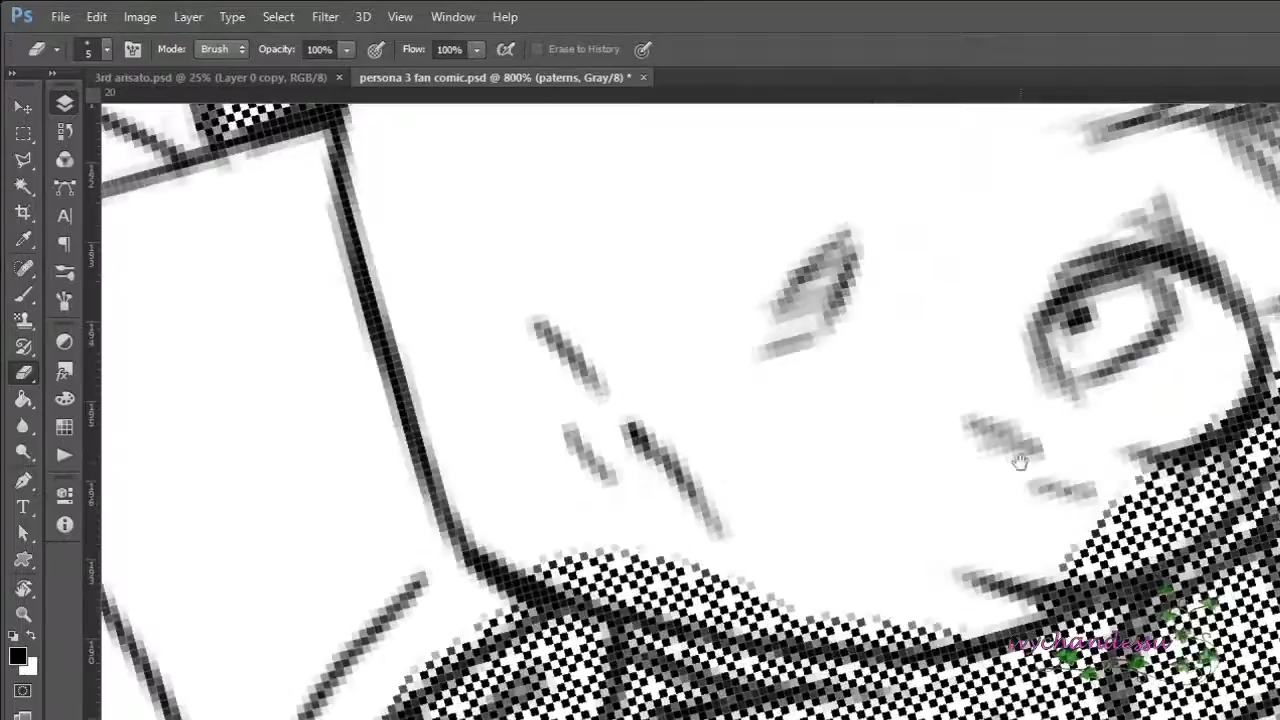 Ps File Edit Image Layer Type Select Filter 3D View Window Help
5 Mode: Brush Opacity: 100% Flow: 100% Erase to History
3rd arisato.psd @ 25% (Layer 0 copy, RGB/8) × persona 3 fan comic.psd @ 800% (paterns, Gray/8) * ×
20